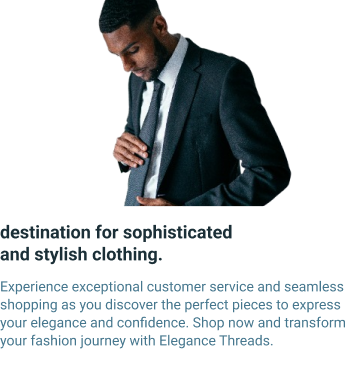 destination for sophisticated
and stylish clothing.
Experience exceptional customer service and seamless
shopping as you discover the perfect pieces to express
your elegance and confidence. Shop now and transform
your fashion journey with Elegance Threads.